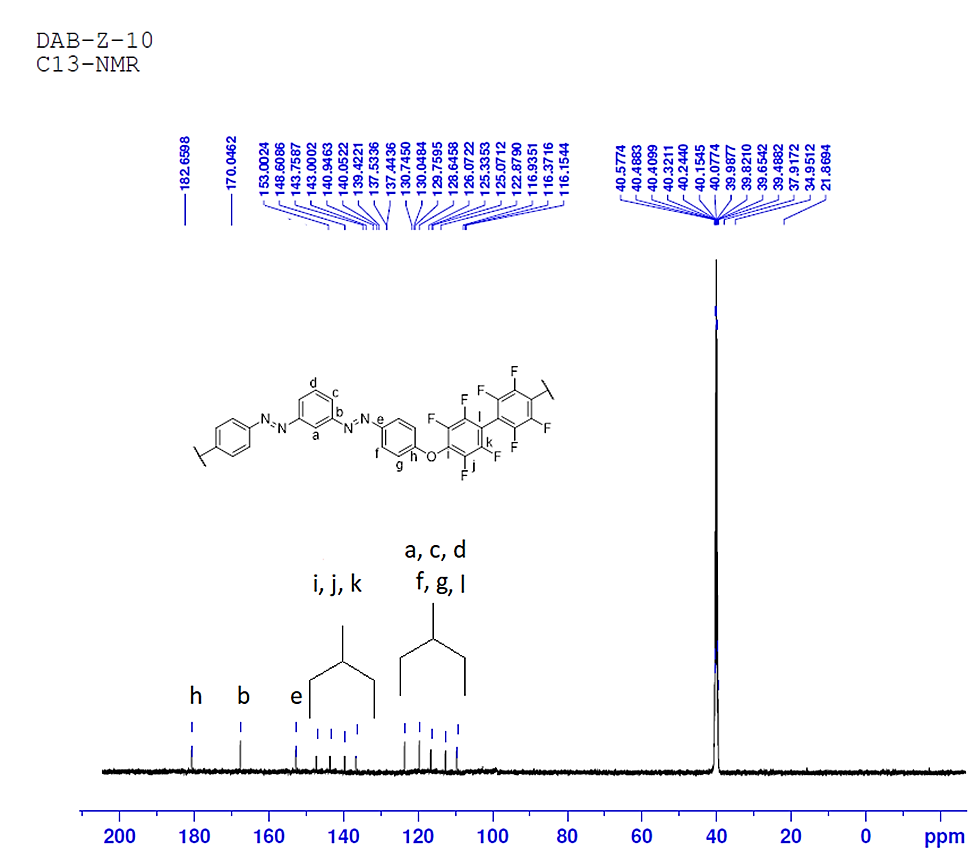 DAB-Z-10
C13-NMR
182.6598
170.0462
153.0024
148.6086
143.7587
143.0002
140.9463
140.0522
139.4221
137.5336
137.4436
130.7450
130.0484
129.7595
128.6458
126.0722
125.3353
125.0712
122.8790
116.9351
116.3716
116.1544
40.5774
40.4883
40.4099
40.3211
40.2440
40.1545
40.0774
39.9877
39.8210
39.6542
39.4882
37.9172
34.9512
21.8694
d
c
b
a
N
N
N
N
e
f
g
h
O
i
j
k
l
F
F
F
F
F
F
F
F
a, c, d
i, j, k
f, g, l
h
b
e
200 180 160 140 120 100 80 60 40 20 0 ppm